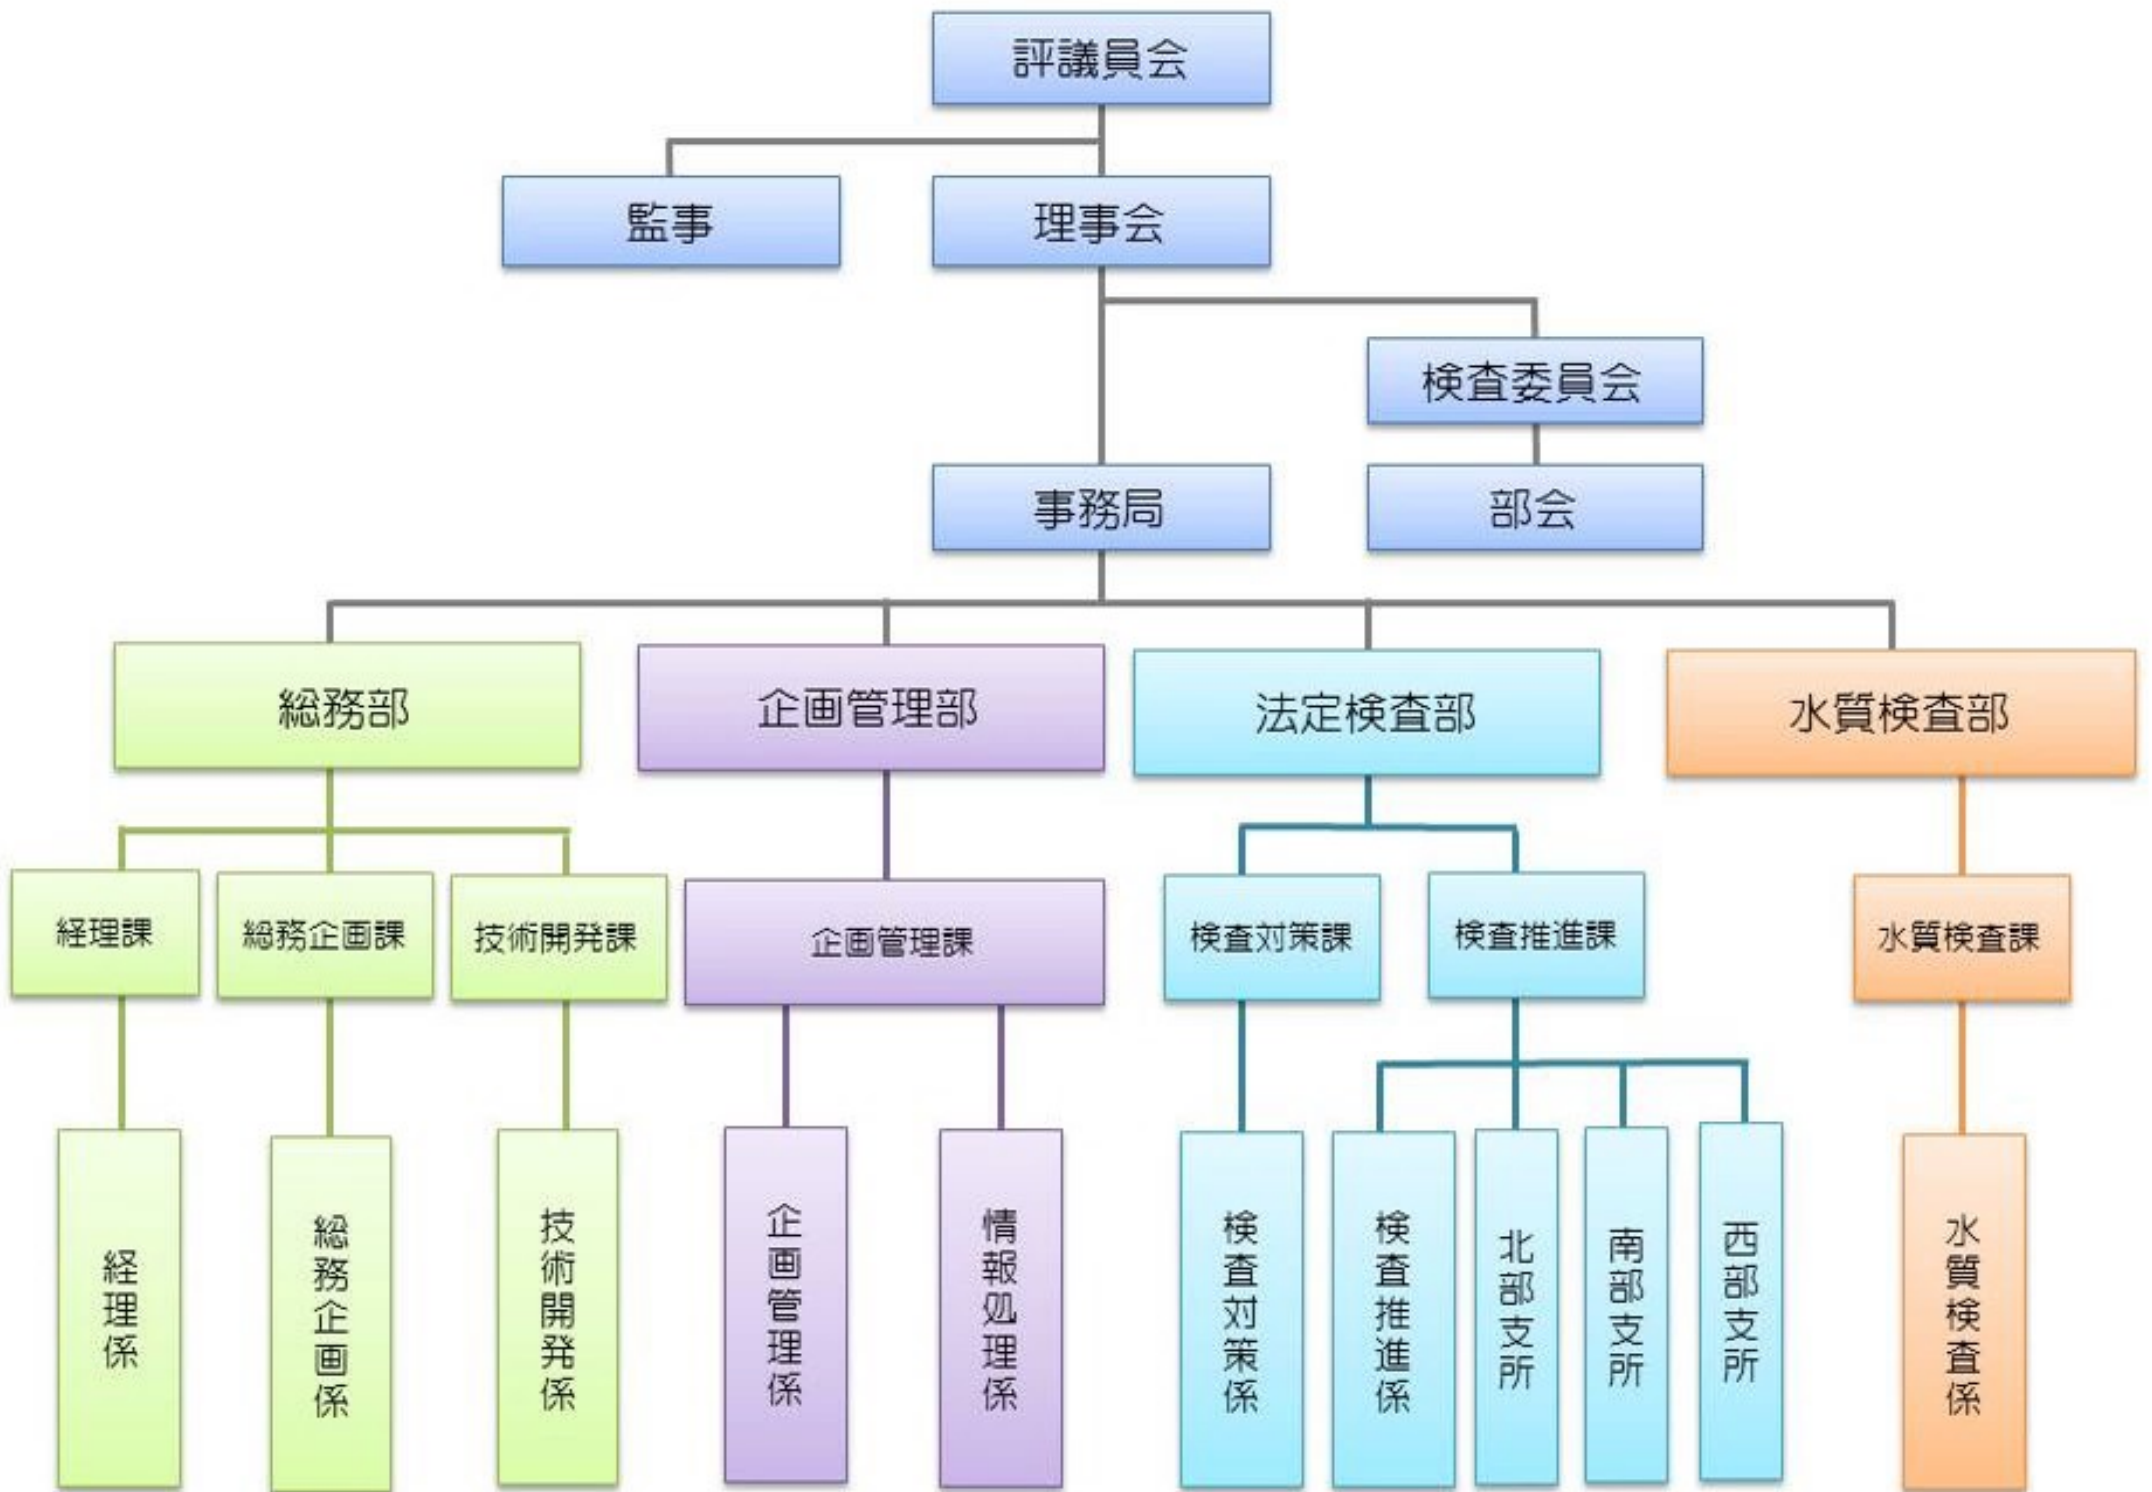 評議員会
監事
理事会
検査委員会
事務局
部会
総務部
企画管理部
法定検査部
水質検査部
経理課
総務企画課
技術開発課
企画管理課
検査対策課
検査推進課
水質検査課
経理係
総務企画係
技術開発係
企画管理係
情報処理係
検査対策係
検査推進係
北部支所
南部支所
西部支所
水質検査係